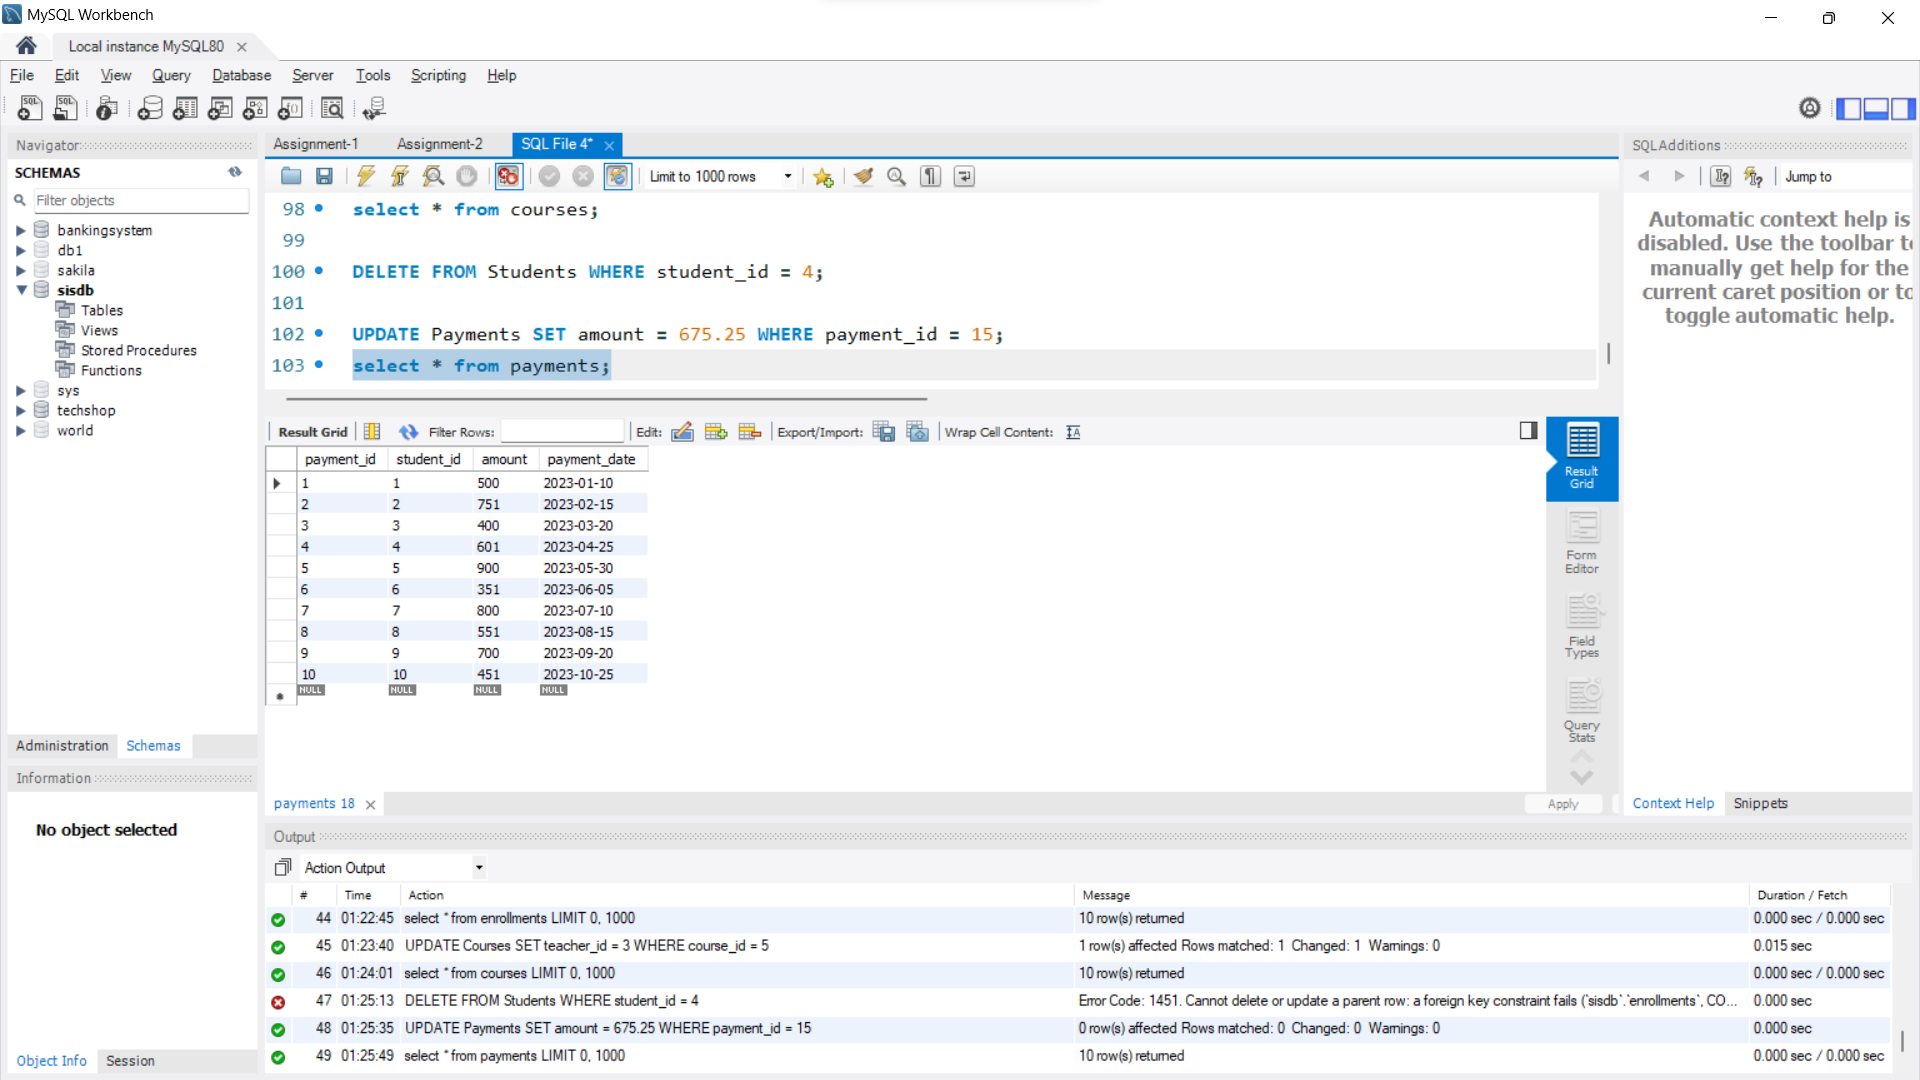 MySQL Workbench
Local instance MySQL80
File Edit View Query Database Server Tools Scripting Help
Navigator
SCHEMAS
Filter objects
bankingsystem
db1
sakila
sisdb
Tables
Views
Stored Procedures
Functions
sys
techshop
world
Administration Schemas
Information
No object selected
Object Info Session
Assignment-1 Assignment-2 SQL File 4*
Limit to 1000 rows
98 select * from courses;
99
100 DELETE FROM Students WHERE student_id = 4;
101
102 UPDATE Payments SET amount = 675.25 WHERE payment_id = 15;
103 select * from payments;
Result Grid Filter Rows: Edit: Export/Import: Wrap Cell Content:
payment_id student_id amount payment_date
1 1 500 2023-01-10
2 2 751 2023-02-15
3 3 400 2023-03-20
4 4 601 2023-04-25
5 5 900 2023-05-30
6 6 351 2023-06-05
7 7 800 2023-07-10
8 8 551 2023-08-15
9 9 700 2023-09-20
10 10 451 2023-10-25
NULL NULL NULL NULL
Result
Grid
Form
Editor
Field
Types
Query
Stats
payments 18
Apply
SQLAdditions
Jump to
Automatic context help is
disabled. Use the toolbar to
manually get help for the
current caret position or to
toggle automatic help.
Context Help Snippets
Output
Action Output
# Time Action Message Duration / Fetch
44 01:22:45 select * from enrollments LIMIT 0, 1000 10 row(s) returned 0.000 sec / 0.000 sec
45 01:23:40 UPDATE Courses SET teacher_id = 3 WHERE course_id = 5 1 row(s) affected Rows matched: 1 Changed: 1 Warnings: 0 0.015 sec
46 01:24:01 select * from courses LIMIT 0, 1000 10 row(s) returned 0.000 sec / 0.000 sec
47 01:25:13 DELETE FROM Students WHERE student_id = 4 Error Code: 1451. Cannot delete or update a parent row: a foreign key constraint fails (`sisdb`.`enrollments`, CO... 0.000 sec
48 01:25:35 UPDATE Payments SET amount = 675.25 WHERE payment_id = 15 0 row(s) affected Rows matched: 0 Changed: 0 Warnings: 0 0.000 sec
49 01:25:49 select * from payments LIMIT 0, 1000 10 row(s) returned 0.000 sec / 0.000 sec